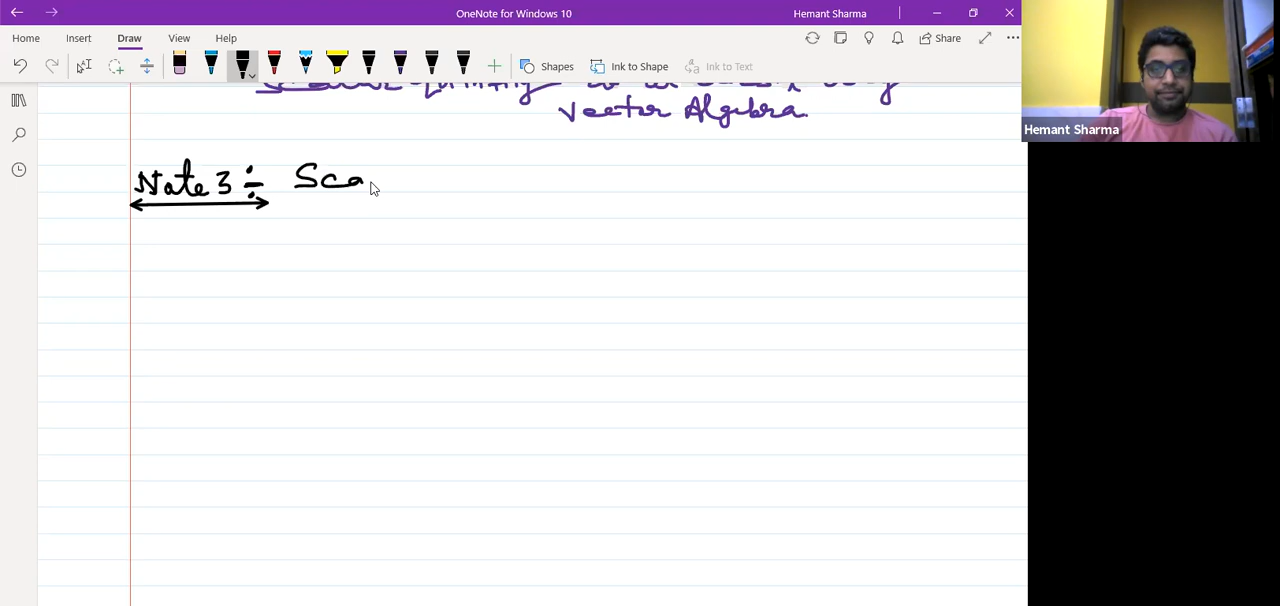 OneNote for Windows 10
Hemant Sharma
Home Insert Draw View Help
Share
Shapes Ink to Shape Ink to Text
Vector Algebra.
Note 3 ÷ Sca
Hemant Sharma